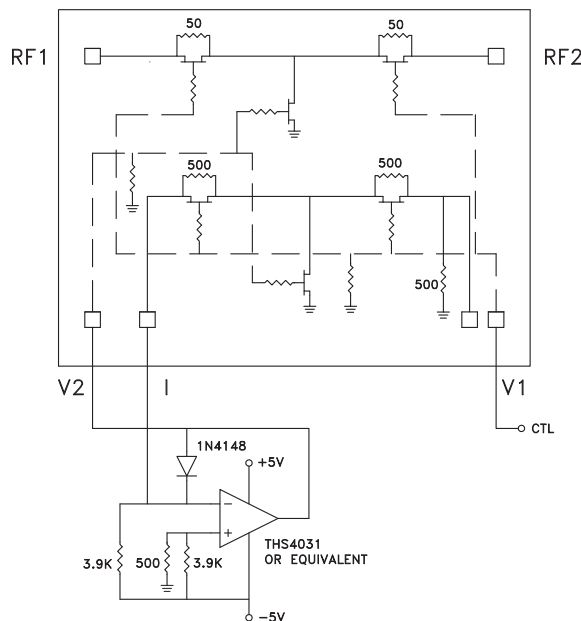 50
50
RF1
RF2
500
500
500
V2
I
V1
CTL
1N4148
+5V
−
+
THS4031
OR EQUIVALENT
3.9K
500
3.9K
−5V